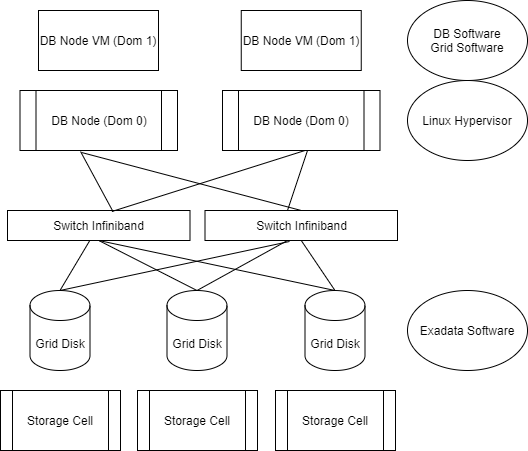 DB Node VM (Dom 1)
DB Node VM (Dom 1)
DB Software
Grid Software
DB Node (Dom 0)
DB Node (Dom 0)
Linux Hypervisor
Switch Infiniband
Switch Infiniband
Grid Disk
Grid Disk
Grid Disk
Exadata Software
Storage Cell
Storage Cell
Storage Cell